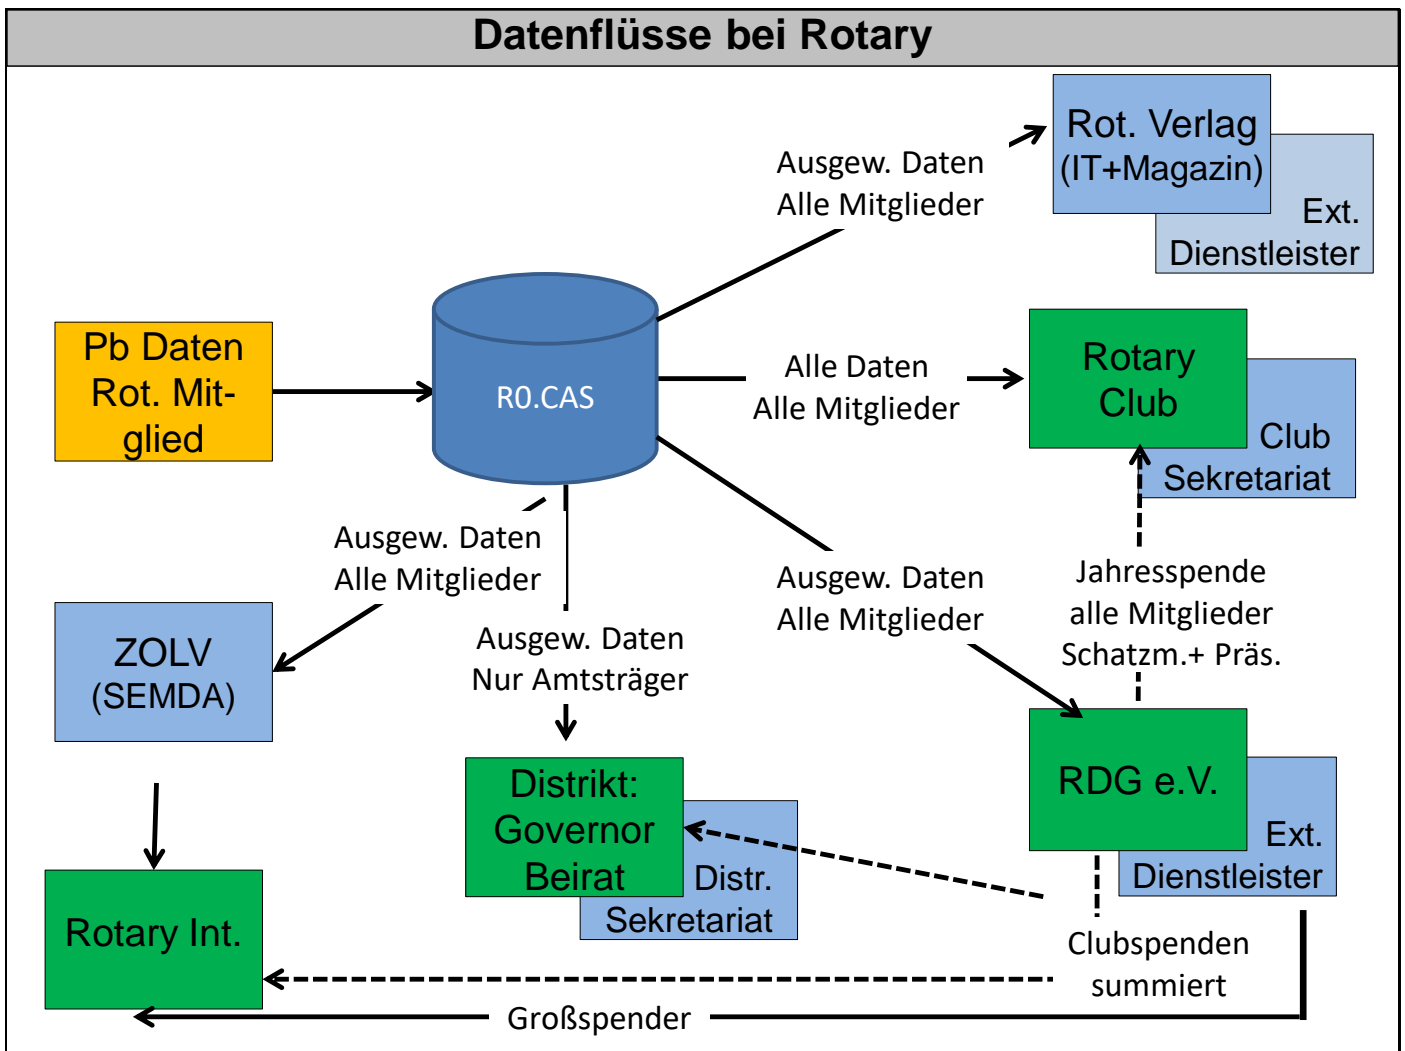 Datenflüsse bei Rotary
Rot. Verlag
(IT+Magazin)
Ext.
Dienstleister
Ausgew. Daten
Alle Mitglieder
Pb Daten
Rot. Mit-
glied
R0.CAS
Alle Daten
Alle Mitglieder
Rotary
Club
Club
Sekretariat
Ausgew. Daten
Alle Mitglieder
Ausgew. Daten
Alle Mitglieder
Jahresspende
alle Mitglieder
Schatzm.+ Präs.
ZOLV
(SEMDA)
Ausgew. Daten
Nur Amtsträger
Distrikt:
Governor
Beirat
Distr.
Sekretariat
RDG e.V.
Ext.
Dienstleister
Rotary Int.
Clubspenden
summiert
Großspender